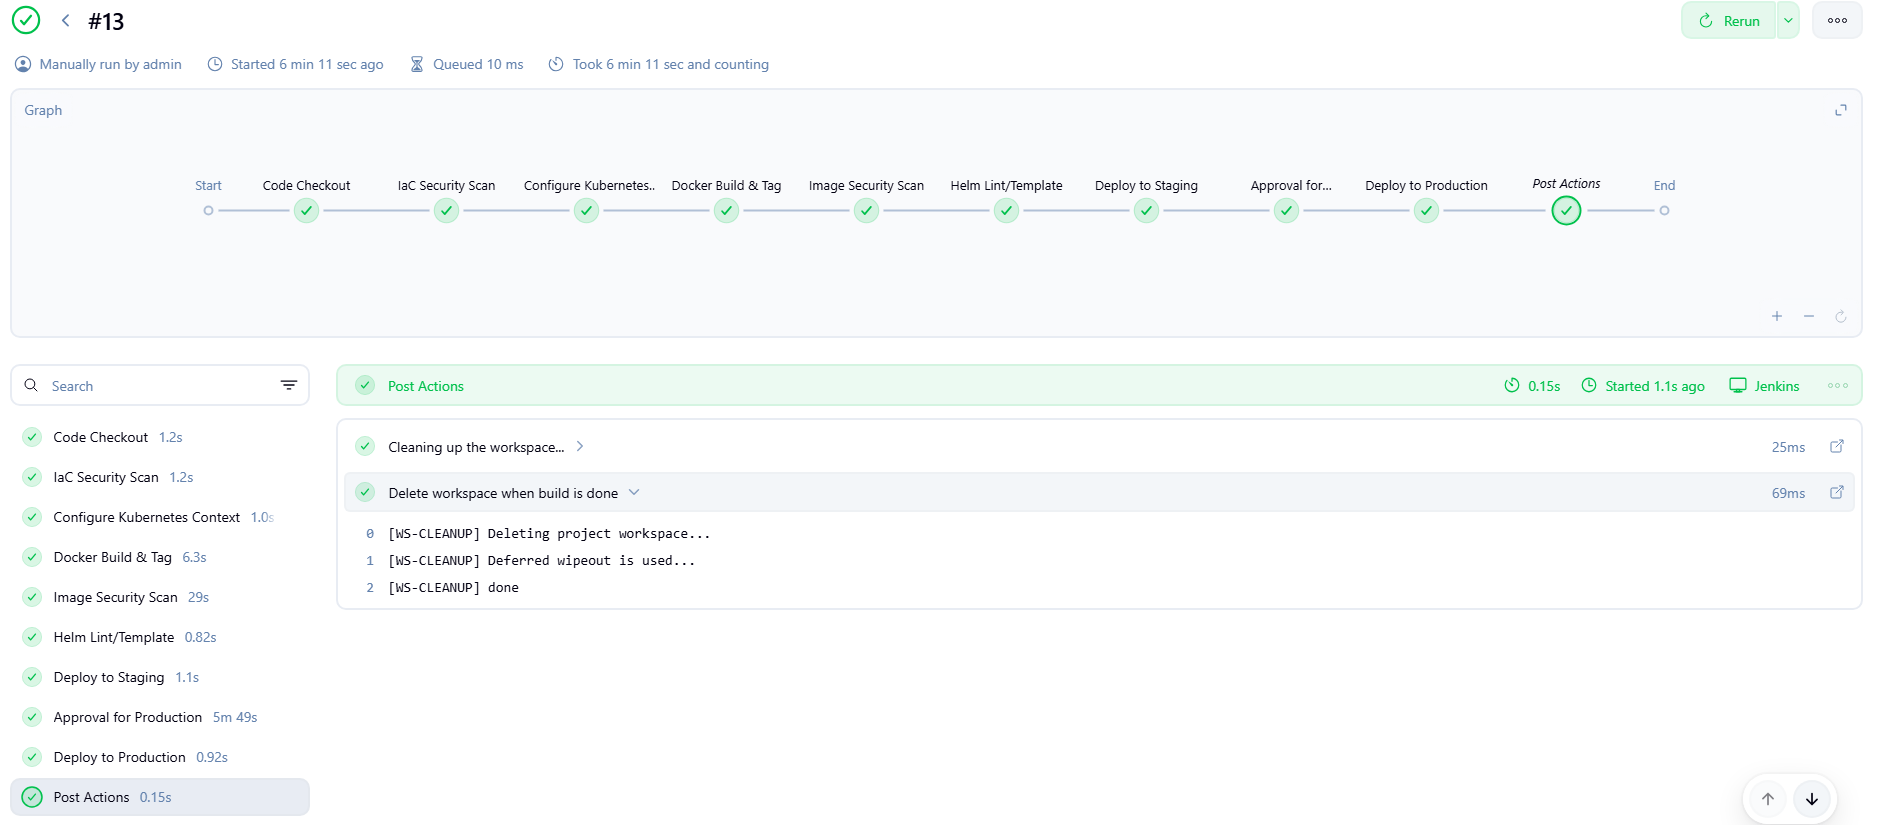 #13
Rerun
Manually run by admin
Started 6 min 11 sec ago
Queued 10 ms
Took 6 min 11 sec and counting
Graph
Start
Code Checkout
IaC Security Scan
Configure Kubernetes..
Docker Build & Tag
Image Security Scan
Helm Lint/Template
Deploy to Staging
Approval for...
Deploy to Production
Post Actions
End
Search
Code Checkout 1.2s
IaC Security Scan 1.2s
Configure Kubernetes Context 1.0s
Docker Build & Tag 6.3s
Image Security Scan 29s
Helm Lint/Template 0.82s
Deploy to Staging 1.1s
Approval for Production 5m 49s
Deploy to Production 0.92s
Post Actions 0.15s
Post Actions
0.15s
Started 1.1s ago
Jenkins
Cleaning up the workspace... 25ms
Delete workspace when build is done 69ms
0 [WS-CLEANUP] Deleting project workspace...
1 [WS-CLEANUP] Deferred wipeout is used...
2 [WS-CLEANUP] done